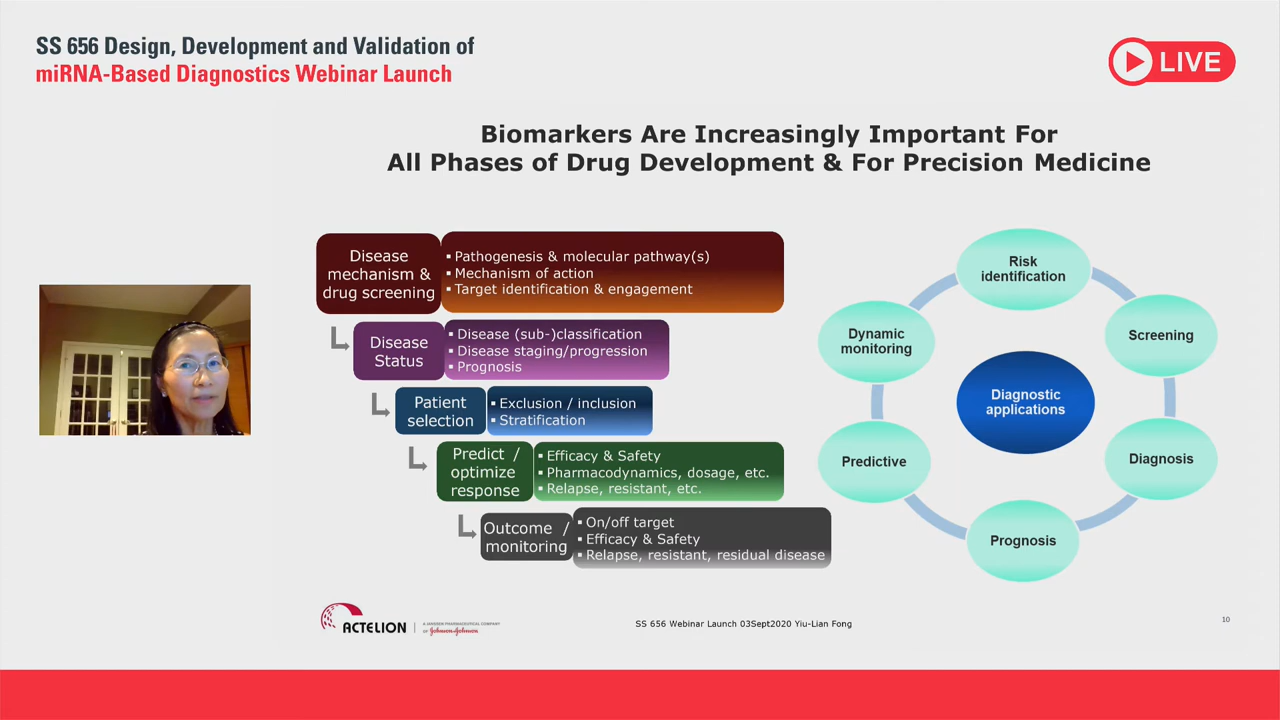 SS 656 Design, Development and Validation of
miRNA-Based Diagnostics Webinar Launch
LIVE
Biomarkers Are Increasingly Important For
All Phases of Drug Development & For Precision Medicine
Disease
mechanism &
drug screening
▪ Pathogenesis & molecular pathway(s)
▪ Mechanism of action
▪ Target identification & engagement
Disease
Status
▪ Disease (sub-)classification
▪ Disease staging/progression
▪ Prognosis
Patient
selection
▪ Exclusion / inclusion
▪ Stratification
Predict /
optimize
response
▪ Efficacy & Safety
▪ Pharmacodynamics, dosage, etc.
▪ Relapse, resistant, etc.
Outcome /
monitoring
▪ On/off target
▪ Efficacy & Safety
▪ Relapse, resistant, residual disease
Risk
identification
Screening
Diagnosis
Prognosis
Predictive
Dynamic
monitoring
Diagnostic
applications
ACTELION
A JANSSEN PHARMACEUTICAL COMPANY
OF Johnson & Johnson
SS 656 Webinar Launch 03Sept2020 Yiu-Lian Fong
10